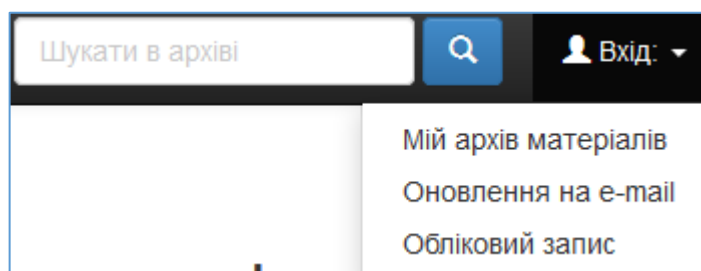 Шукати в архіві
Вхід:
Мій архів матеріалів
Оновлення на e-mail
Обліковий запис